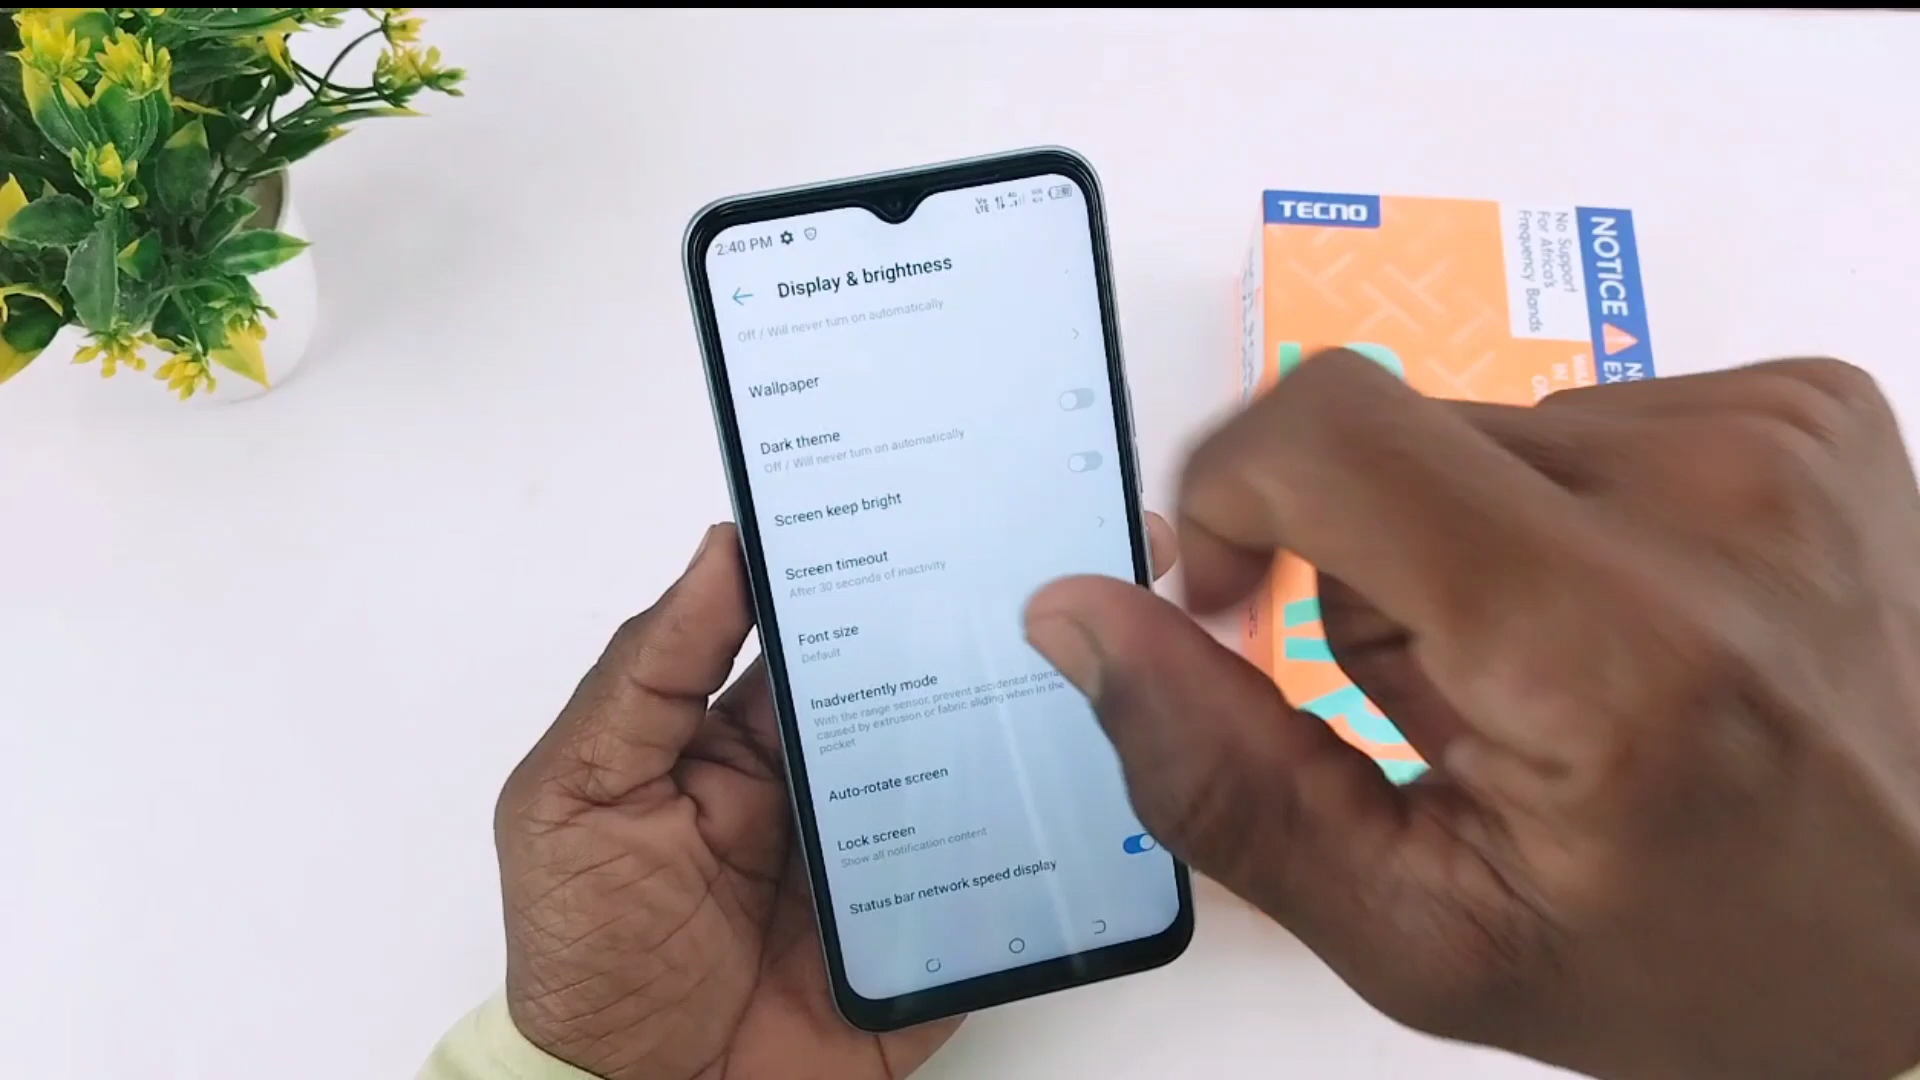 2:40 PM
Vo
LTE
4G
Display & brightness
Off / Will never turn on automatically
Wallpaper
Dark theme
Off / Will never turn on automatically
Screen keep bright
Screen timeout
After 30 seconds of inactivity
Font size
Default
Inadvertently mode
With the range sensor, prevent accidental
caused by extrusion or fabric sliding when in the
pocket
Auto-rotate screen
Lock screen
Show all notification content
Status bar network speed display
TECNO
NOTICE
No Support
For Africa's
Frequency Bands